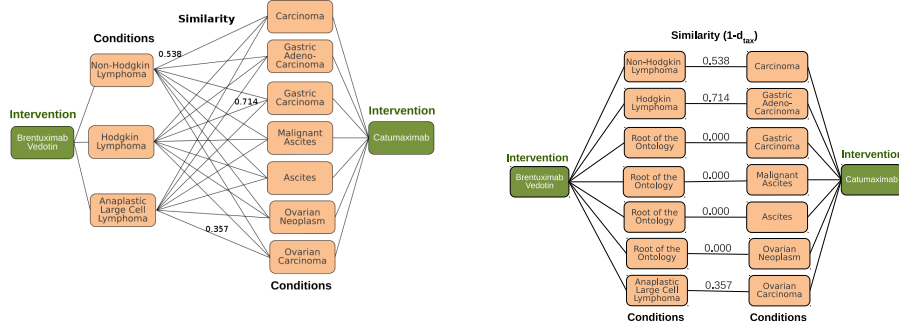 Similarity
Conditions
Intervention
Brentuximab
Vedotin
Non-Hodgkin
Lymphoma
Hodgkin
Lymphoma
Anaplastic
Large Cell
Lymphoma
0.538
0.714
0.357
Carcinoma
Gastric
Adeno-
Carcinoma
Gastric
Carcinoma
Malignant
Ascites
Ascites
Ovarian
Neoplasm
Ovarian
Carcinoma
Conditions
Intervention
Catumaximab
Similarity (1-dtax)
Intervention
Brentuximab
Vedotin
Non-Hodgkin
Lymphoma
0.538
Carcinoma
Hodgkin
Lymphoma
0.714
Gastric
Adeno-
Carcinoma
Root of the
Ontology
0.000
Gastric
Carcinoma
Root of the
Ontology
0.000
Malignant
Ascites
Root of the
Ontology
0.000
Ascites
Root of the
Ontology
0.000
Ovarian
Neoplasm
Anaplastic
Large Cell
Lymphoma
0.357
Ovarian
Carcinoma
Conditions
Conditions
Intervention
Catumaximab